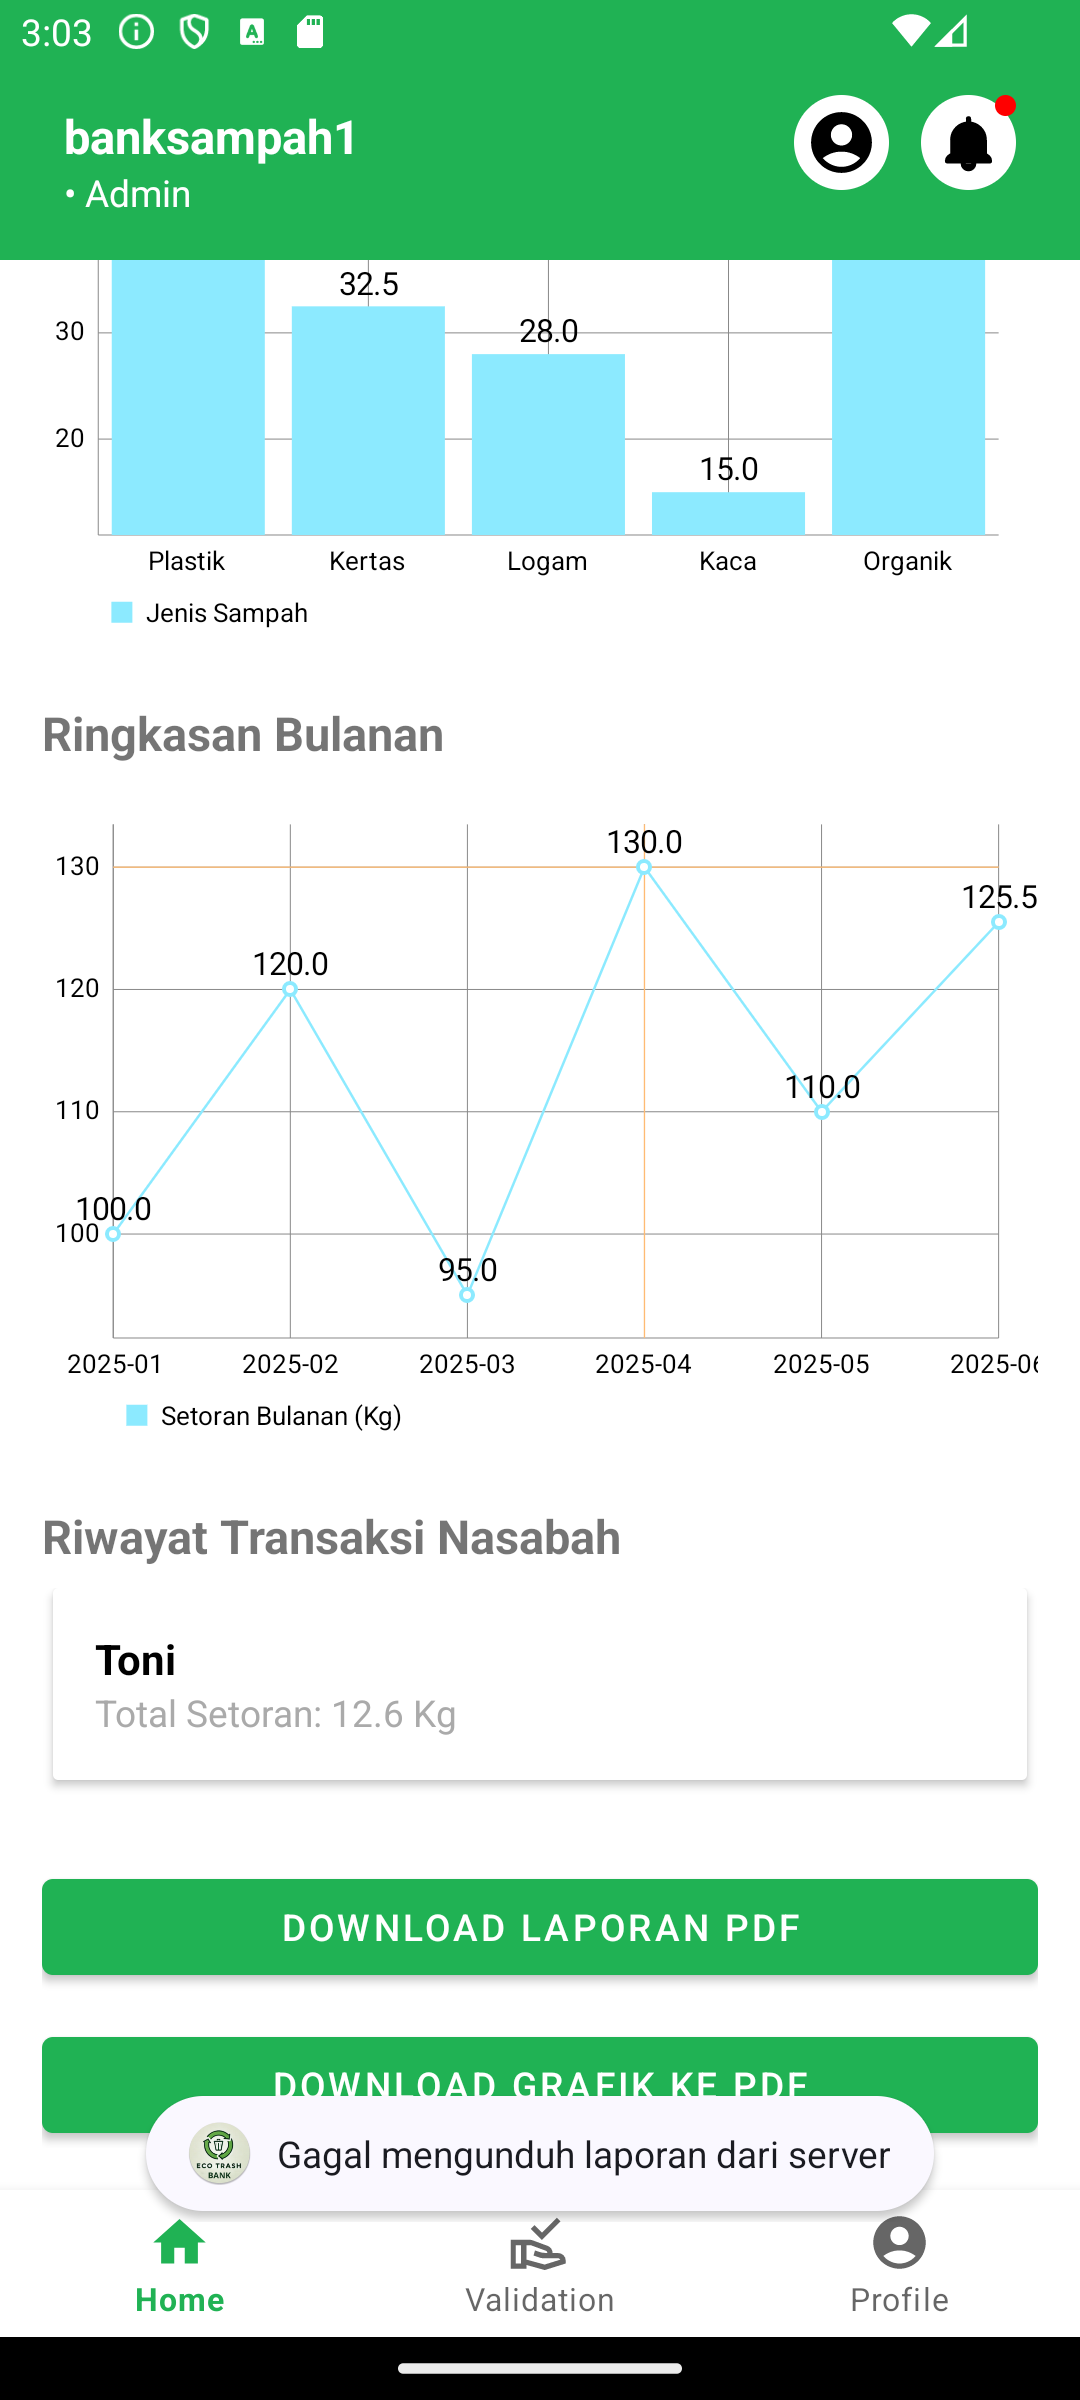 3:03
banksampah1
• Admin
32.5
28.0
30
20
15.0
Plastik Kertas Logam Kaca Organik
Jenis Sampah
Ringkasan Bulanan
130.0
130
125.5
120.0
120
110.0
110
100.0
100
95.0
2025-01 2025-02 2025-03 2025-04 2025-05 2025-06
Setoran Bulanan (Kg)
Riwayat Transaksi Nasabah
Toni
Total Setoran: 12.6 Kg
DOWNLOAD LAPORAN PDF
DOWNLOAD GRAFIK KE PDF
ECO TRASH
BANK
Gagal mengunduh laporan dari server
Home Validation Profile